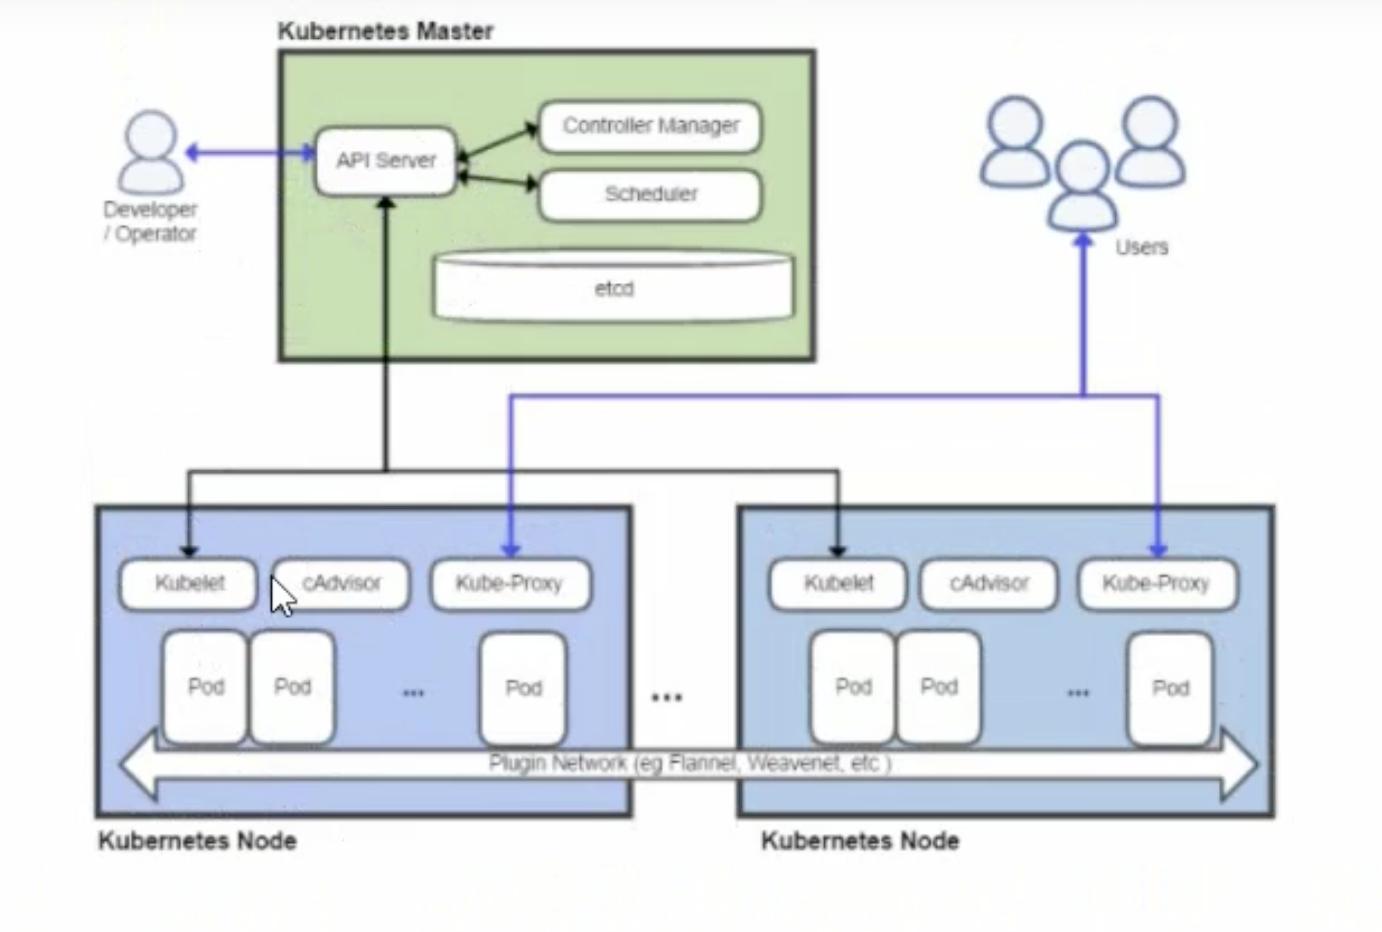 Kubernetes Master
API Server
Controller Manager
Scheduler
etcd
Developer
/ Operator
Users
Kubelet
cAdvisor
Kube-Proxy
Pod
Pod
...
Pod
...
Kubelet
cAdvisor
Kube-Proxy
Pod
Pod
...
Pod
Plugin Network (eg Flannel, Weavenet, etc )
Kubernetes Node
Kubernetes Node